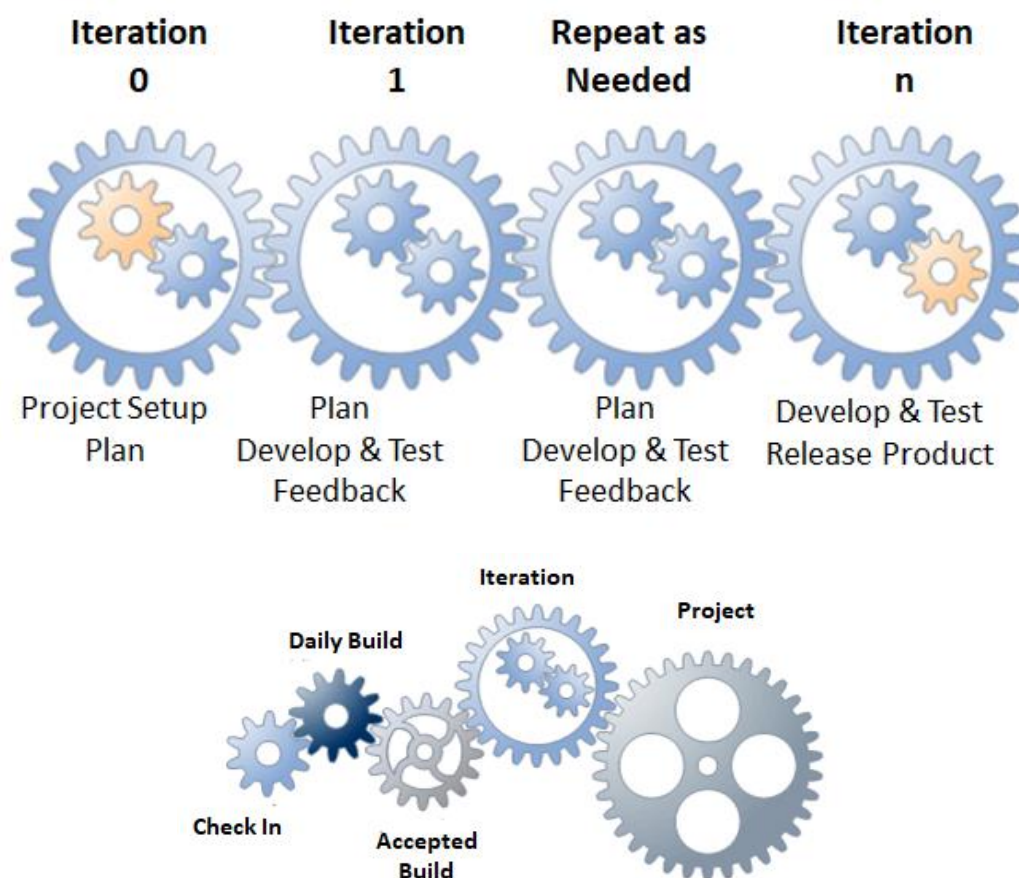 Iteration
0
Iteration
1
Repeat as
Needed
Iteration
n
Project Setup
Plan
Plan
Develop & Test
Feedback
Plan
Develop & Test
Feedback
Develop & Test
Release Product
Iteration
Project
Daily Build
Check In
Accepted
Build